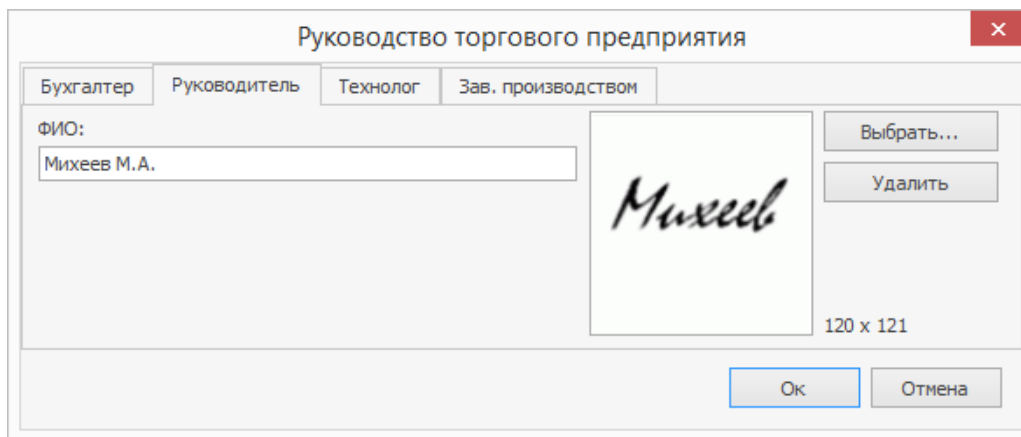 Руководство торгового предприятия
Бухгалтер Руководитель Технолог Зав. производством
ФИО:
Михеев М.А.
Михеев
Выбрать...
Удалить
120 x 121
Ок Отмена